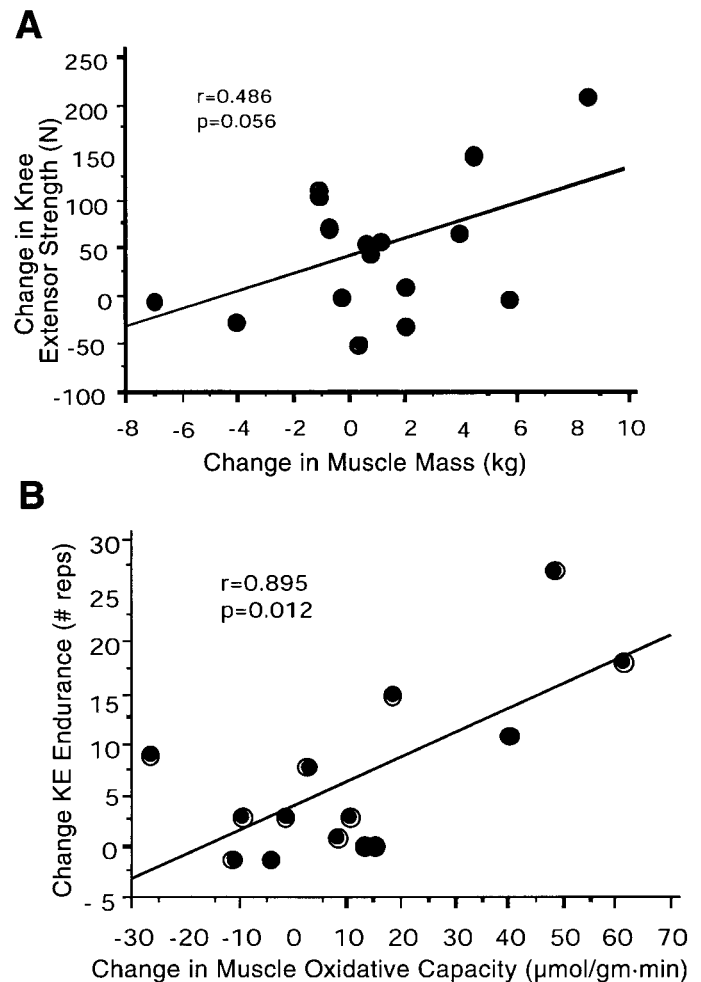 A
250
200
150
100
50
0
-50
-100
Change in Knee
Extensor Strength (N)
r=0.486
p=0.056
-8 -6 -4 -2 0 2 4 6 8 10
Change in Muscle Mass (kg)
B
30
25
20
15
10
5
0
- 5
Change KE Endurance (# reps)
r=0.895
p=0.012
-30 -20 -10 0 10 20 30 40 50 60 70
Change in Muscle Oxidative Capacity (µmol/gm·min)